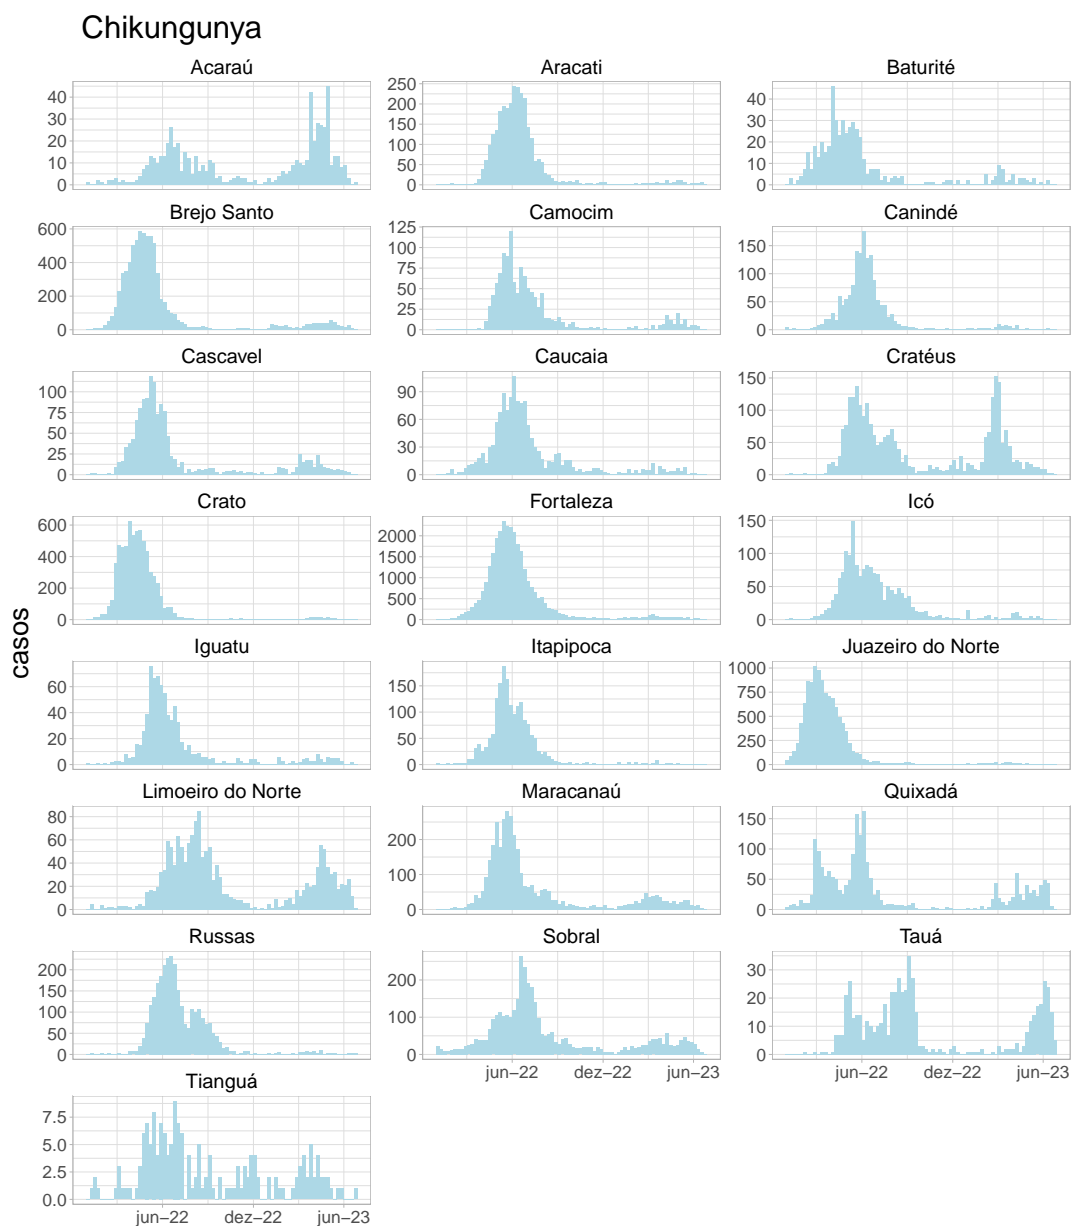 Chikungunya
Acaraú Aracati Baturité
40 30 20 10 0
250 200 150 100 50 0
40 30 20 10 0
Brejo Santo Camocim Canindé
600 400 200 0
125 100 75 50 25 0
150 100 50 0
Cascavel Caucaia Cratéus
100 75 50 25 0
90 60 30 0
150 100 50 0
Crato Fortaleza Icó
600 400 200 0
2000 1500 1000 500 0
150 100 50 0
casos
Iguatu Itapipoca Juazeiro do Norte
60 40 20 0
150 100 50 0
1000 750 500 250 0
Limoeiro do Norte Maracanaú Quixadá
80 60 40 20 0
200 100 0
150 100 50 0
Russas Sobral Tauá
200 150 100 50 0
200 100 0
30 20 10 0
jun−22 dez−22 jun−23 jun−22 dez−22 jun−23
Tianguá
7.5 5.0 2.5 0.0
jun−22 dez−22 jun−23